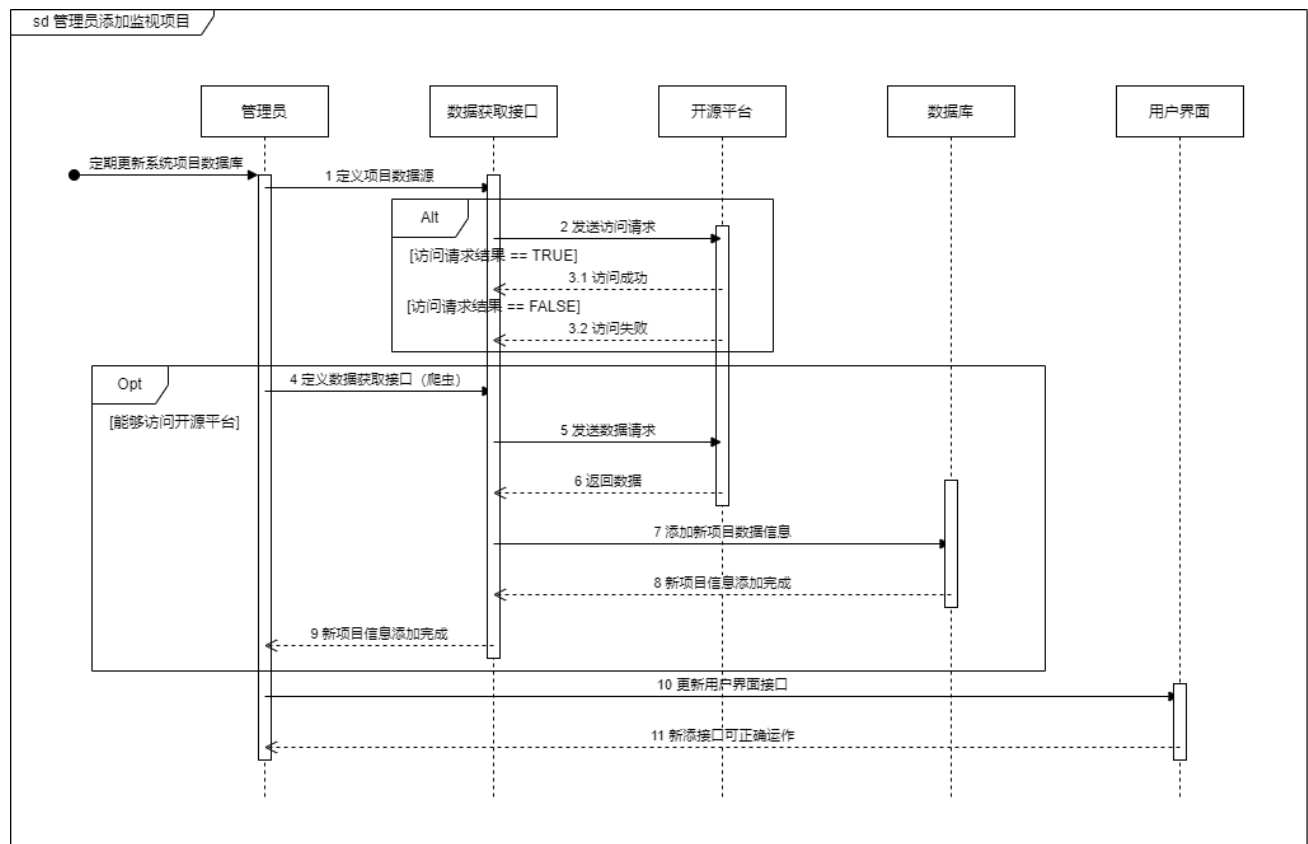 sd 管理员添加监视项目
管理员
数据获取接口
开源平台
数据库
用户界面
定期更新系统项目数据库
1 定义项目数据源
Alt
2 发送访问请求
[访问请求结果 == TRUE]
3.1 访问成功
[访问请求结果 == FALSE]
3.2 访问失败
Opt
4 定义数据获取接口（爬虫）
[能够访问开源平台]
5 发送数据请求
6 返回数据
7 添加新项目数据信息
8 新项目信息添加完成
9 新项目信息添加完成
10 更新用户界面接口
11 新添接口可正确运作